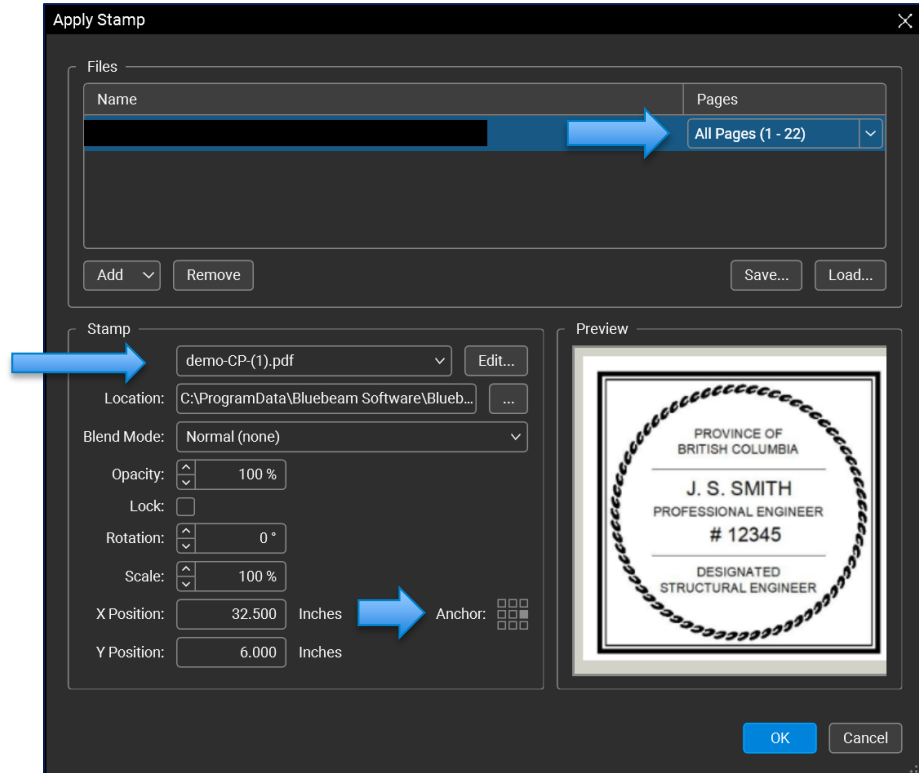 Apply Stamp
Files
Name Pages
All Pages (1 - 22)
Add Remove Save... Load...
Stamp
demo-CP-(1).pdf Edit...
Location: C:\ProgramData\Bluebeam Software\Blueb... ...
Blend Mode: Normal (none)
Opacity: 100 %
Lock:
Rotation: 0 °
Scale: 100 %
X Position: 32.500 Inches Anchor:
Y Position: 6.000 Inches
Preview
PROVINCE OF
BRITISH COLUMBIA
J. S. SMITH
PROFESSIONAL ENGINEER
# 12345
DESIGNATED
STRUCTURAL ENGINEER
OK Cancel